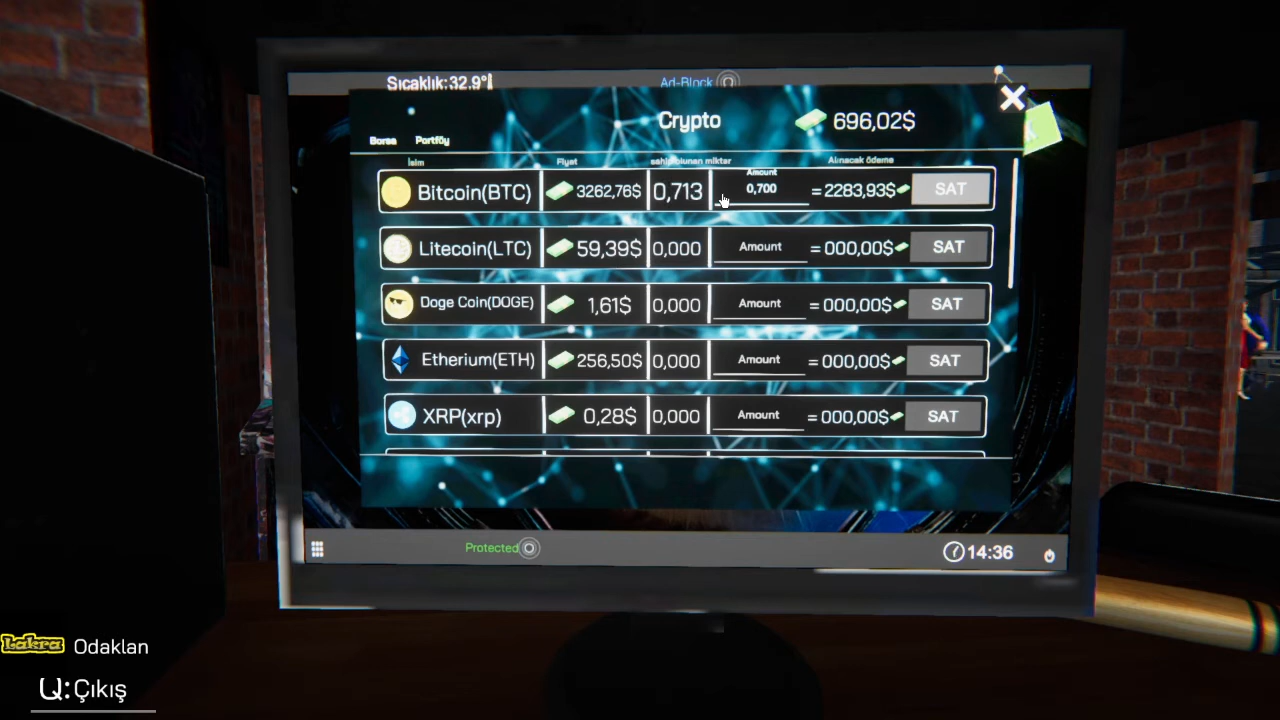 Sıcaklık:32.9°
Ad-Block
Crypto
696,02$
Borsa Portföy
İsim Fiyat sahip olunan miktar Alınacak ödeme
Bitcoin(BTC) 3262,76$ 0,713 Amount 0,700 = 2283,93$ SAT
Litecoin(LTC) 59,39$ 0,000 Amount = 000,00$ SAT
Doge Coin(DOGE) 1,61$ 0,000 Amount = 000,00$ SAT
Etherium(ETH) 256,50$ 0,000 Amount = 000,00$ SAT
XRP(xrp) 0,28$ 0,000 Amount = 000,00$ SAT
Protected
14:36
Lakra Odaklan
Q:Çıkış